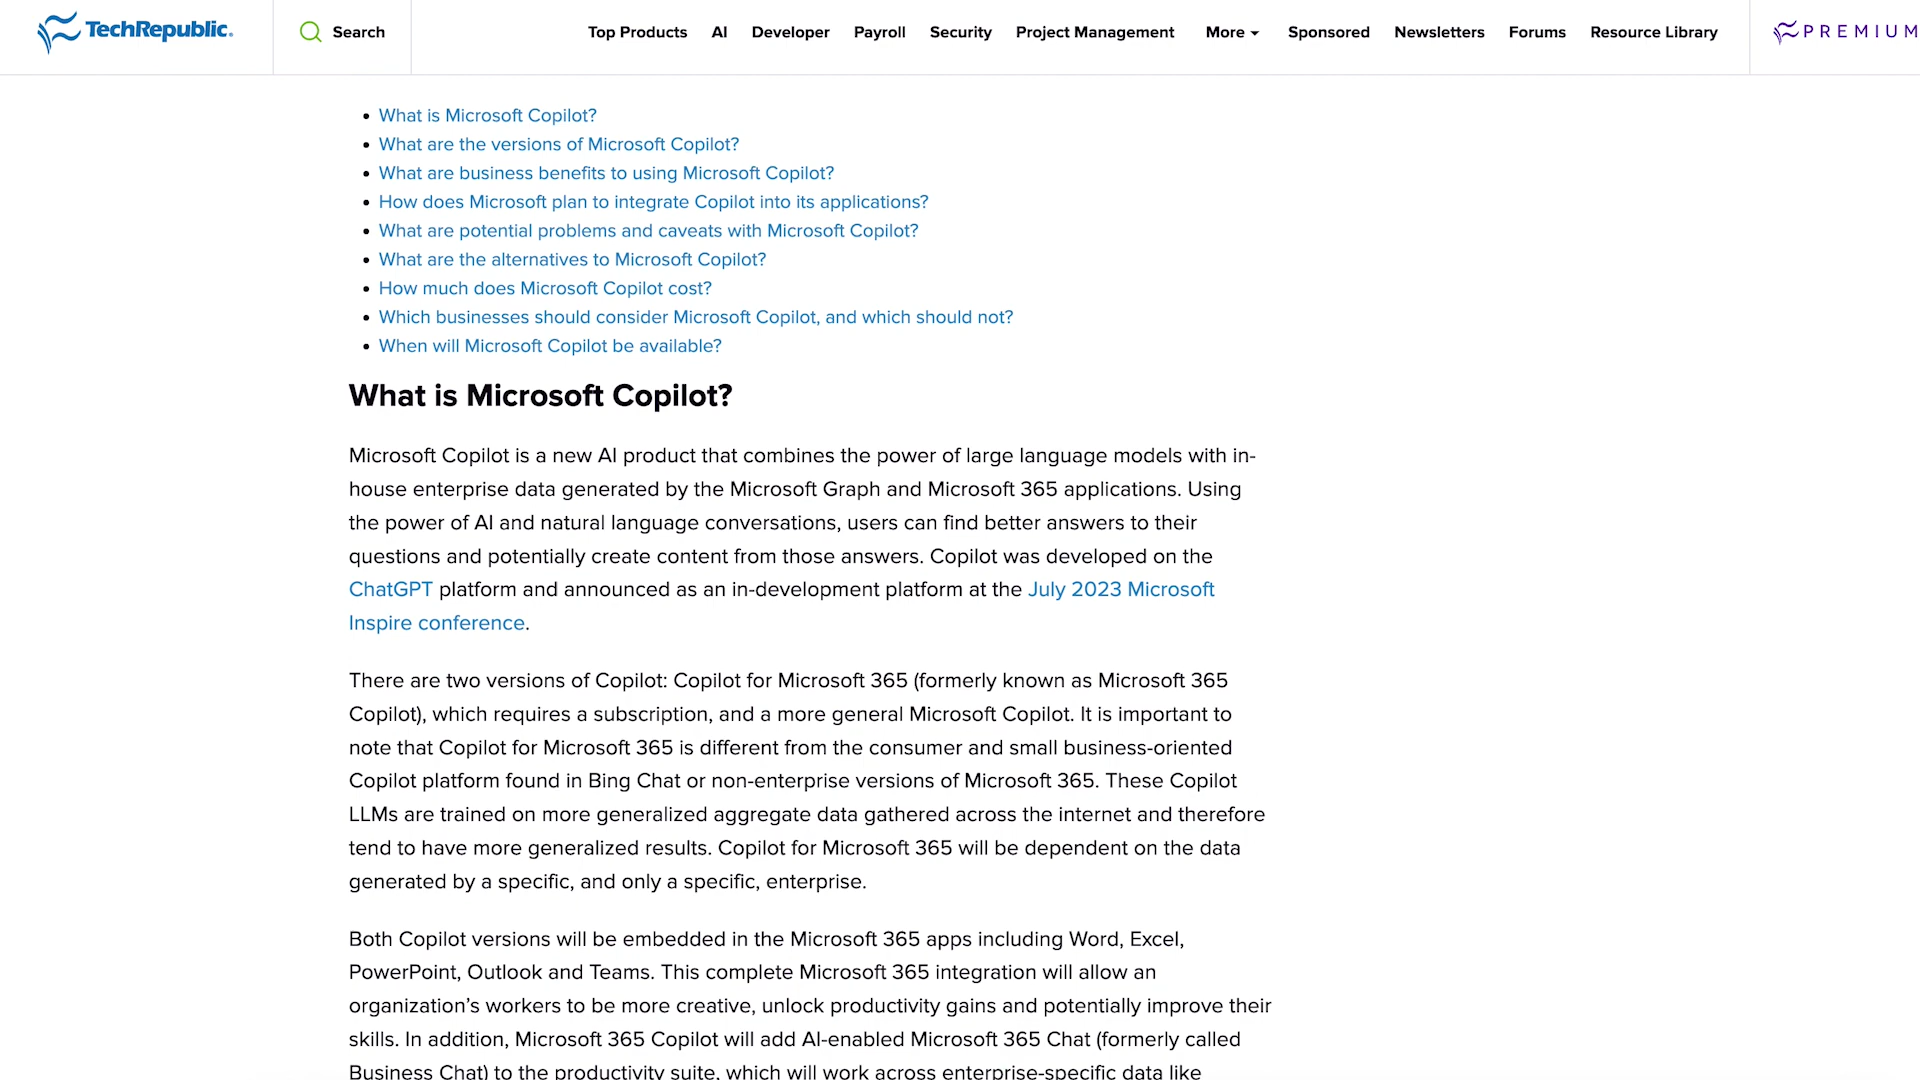 TechRepublic.
Search
Top Products
AI
Developer
Payroll
Security
Project Management
More
Sponsored
Newsletters
Forums
Resource Library
PREMIUM
What is Microsoft Copilot?
What are the versions of Microsoft Copilot?
What are business benefits to using Microsoft Copilot?
How does Microsoft plan to integrate Copilot into its applications?
What are potential problems and caveats with Microsoft Copilot?
What are the alternatives to Microsoft Copilot?
How much does Microsoft Copilot cost?
Which businesses should consider Microsoft Copilot, and which should not?
When will Microsoft Copilot be available?
What is Microsoft Copilot?
Microsoft Copilot is a new AI product that combines the power of large language models with in-
house enterprise data generated by the Microsoft Graph and Microsoft 365 applications. Using
the power of AI and natural language conversations, users can find better answers to their
questions and potentially create content from those answers. Copilot was developed on the
ChatGPT platform and announced as an in-development platform at the July 2023 Microsoft
Inspire conference.
There are two versions of Copilot: Copilot for Microsoft 365 (formerly known as Microsoft 365
Copilot), which requires a subscription, and a more general Microsoft Copilot. It is important to
note that Copilot for Microsoft 365 is different from the consumer and small business-oriented
Copilot platform found in Bing Chat or non-enterprise versions of Microsoft 365. These Copilot
LLMs are trained on more generalized aggregate data gathered across the internet and therefore
tend to have more generalized results. Copilot for Microsoft 365 will be dependent on the data
generated by a specific, and only a specific, enterprise.
Both Copilot versions will be embedded in the Microsoft 365 apps including Word, Excel,
PowerPoint, Outlook and Teams. This complete Microsoft 365 integration will allow an
organization's workers to be more creative, unlock productivity gains and potentially improve their
skills. In addition, Microsoft 365 Copilot will add AI-enabled Microsoft 365 Chat (formerly called
Business Chat) to the productivity suite, which will work across enterprise-specific data like